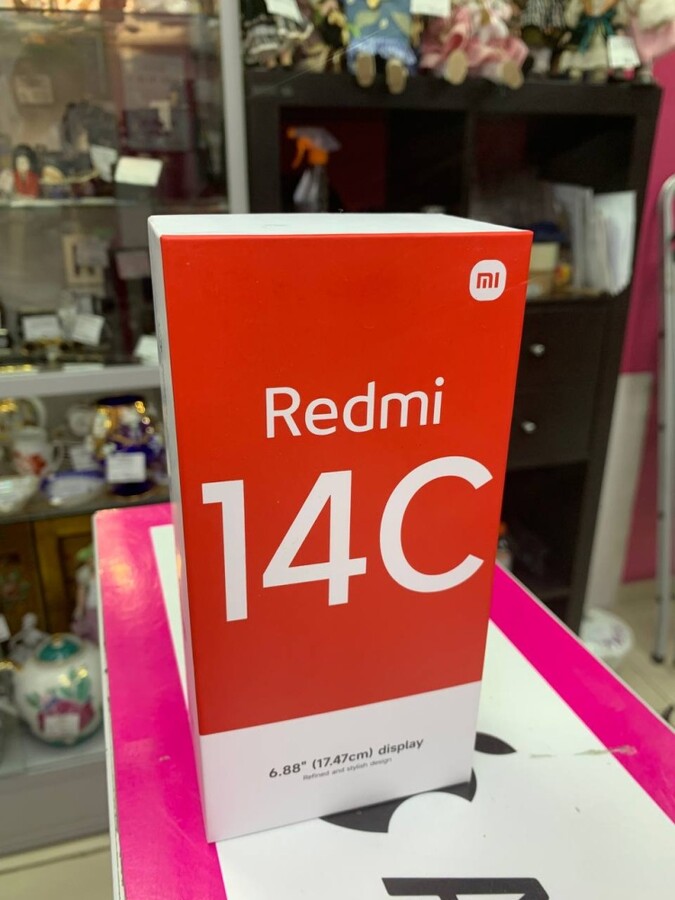 mi
Redmi
14C
6.88" (17.47cm) display
Refined and stylish design